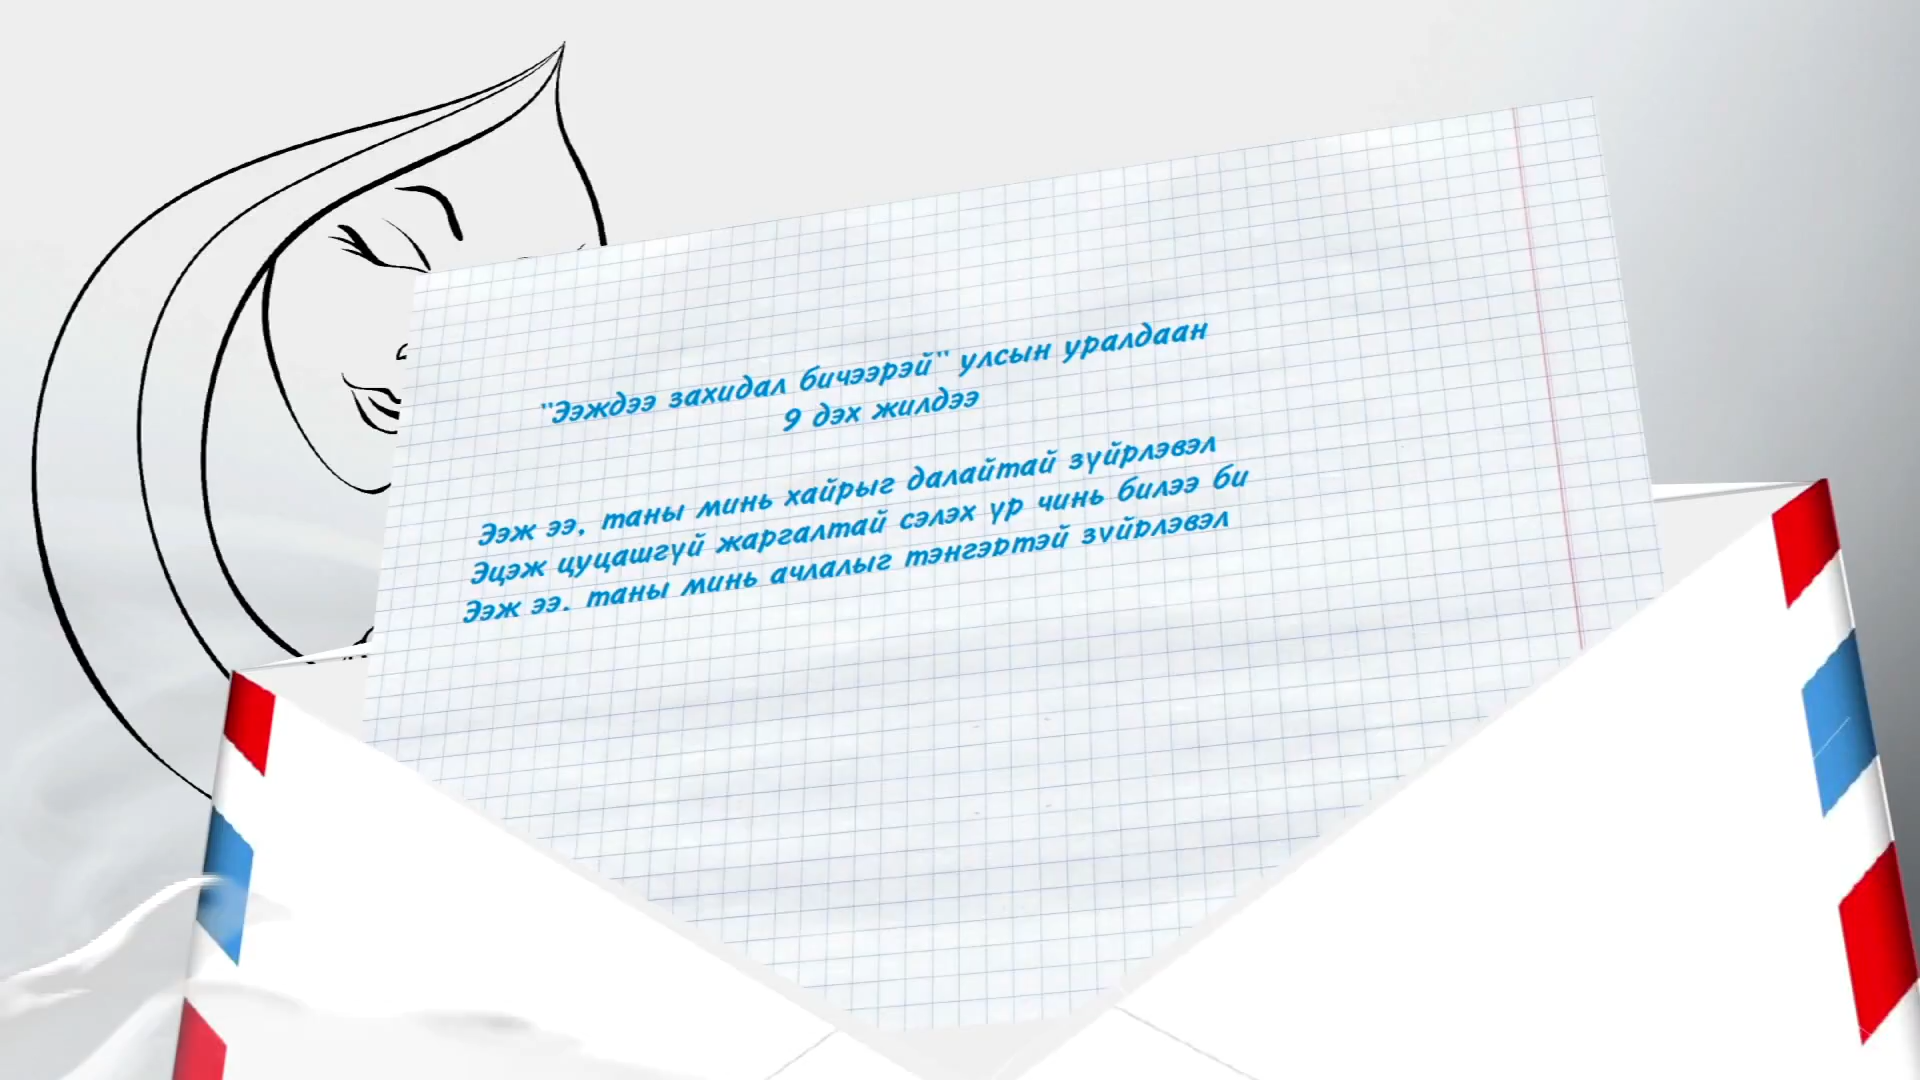 "Ээждээ захидал бичээрэй" улсын уралдаан
9 дэх жилдээ
Ээж ээ, таны минь хайрыг далайтай зүйрлэвэл
Эцэж цуцашгүй жаргалтай сэлэх үр чинь билээ би
Ээж ээ. таны минь ачлалыг тэнгэртэй зүйрлэвэл